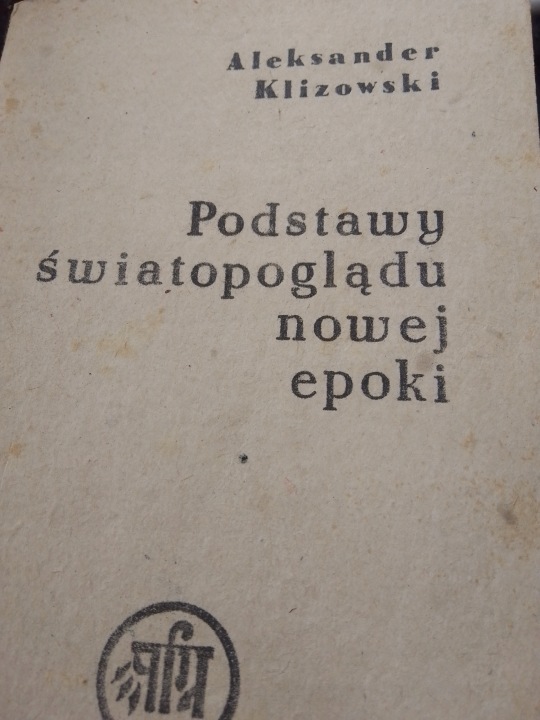 Aleksander
Klizowski
Podstawy
światopoglądu
nowej
epoki